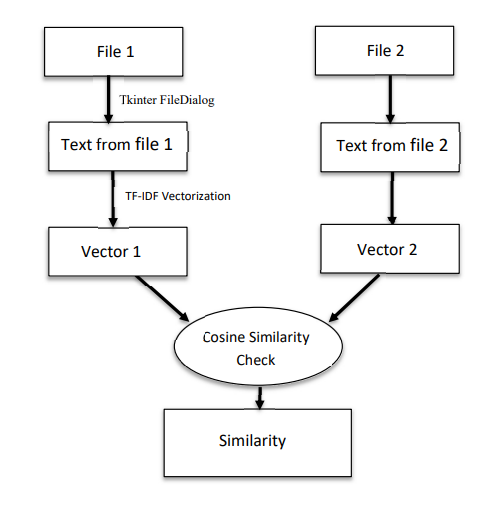 File 1
File 2
Tkinter FileDialog
Text from file 1
Text from file 2
TF-IDF Vectorization
Vector 1
Vector 2
Cosine Similarity
Check
Similarity